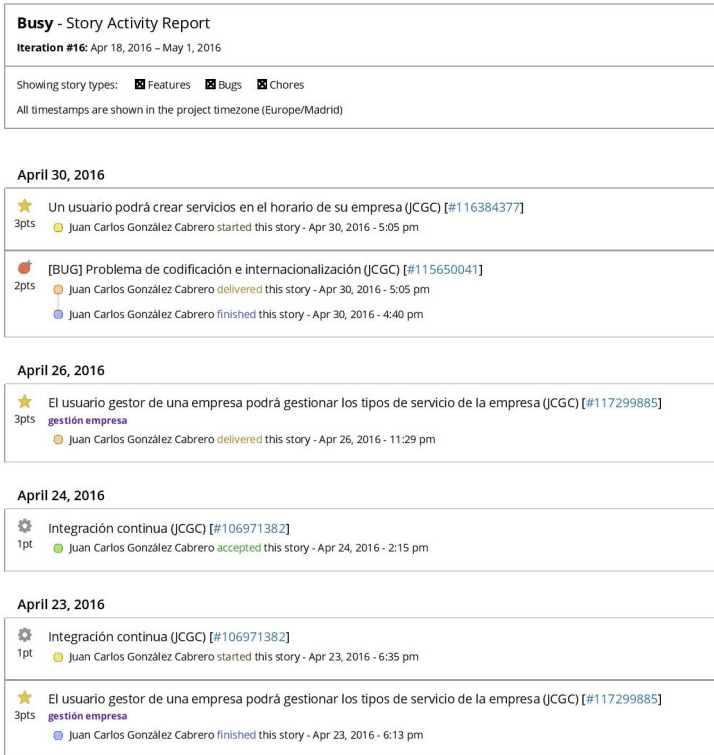 Busy - Story Activity Report
Iteration #16: Apr 18, 2016 – May 1, 2016
Showing story types: Features Bugs Chores
All timestamps are shown in the project timezone (Europe/Madrid)
April 30, 2016
Un usuario podrá crear servicios en el horario de su empresa (JCGC) [#116384377]
3pts
Juan Carlos González Cabrero started this story - Apr 30, 2016 - 5:05 pm
[BUG] Problema de codificación e internacionalización (JCGC) [#115650041]
2pts
Juan Carlos González Cabrero delivered this story - Apr 30, 2016 - 5:05 pm
Juan Carlos González Cabrero finished this story - Apr 30, 2016 - 4:40 pm
April 26, 2016
El usuario gestor de una empresa podrá gestionar los tipos de servicio de la empresa (JCGC) [#117299885]
3pts
gestión empresa
Juan Carlos González Cabrero delivered this story - Apr 26, 2016 - 11:29 pm
April 24, 2016
Integración continua (JCGC) [#106971382]
1pt
Juan Carlos González Cabrero accepted this story - Apr 24, 2016 - 2:15 pm
April 23, 2016
Integración continua (JCGC) [#106971382]
1pt
Juan Carlos González Cabrero started this story - Apr 23, 2016 - 6:35 pm
El usuario gestor de una empresa podrá gestionar los tipos de servicio de la empresa (JCGC) [#117299885]
3pts
gestión empresa
Juan Carlos González Cabrero finished this story - Apr 23, 2016 - 6:13 pm